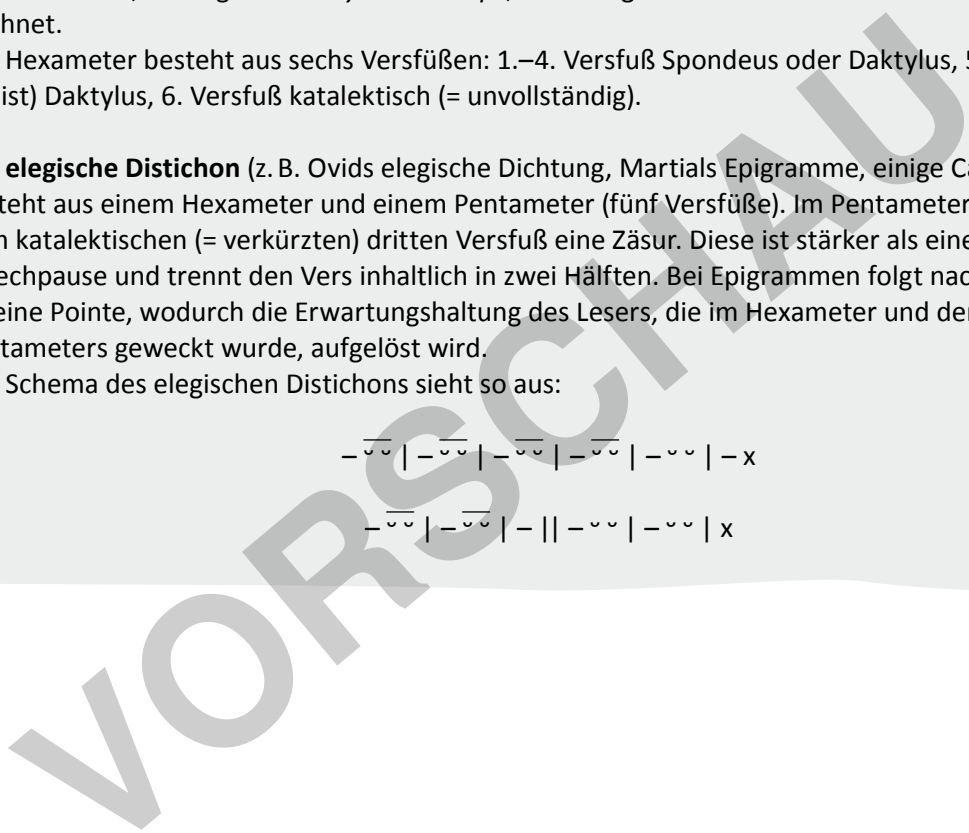 hnet.
Hexameter besteht aus sechs Versfüßen: 1.–4. Versfuß Spondeus oder Daktylus, 5
ist) Daktylus, 6. Versfuß katalektisch (= unvollständig).
elegische Distichon (z. B. Ovids elegische Dichtung, Martials Epigramme, einige Ca
teht aus einem Hexameter und einem Pentameter (fünf Versfüße). Im Pentameter
n katalektischen (= verkürzten) dritten Versfuß eine Zäsur. Diese ist stärker als eine
echpause und trennt den Vers inhaltlich in zwei Hälften. Bei Epigrammen folgt nac
eine Pointe, wodurch die Erwartungshaltung des Lesers, die im Hexameter und der
tameters geweckt wurde, aufgelöst wird.
Schema des elegischen Distichons sieht so aus:
– ⏕ | – ⏕ | – ⏕ | – ⏕ | – ˘ ˘ | – x
– ⏕ | – ⏕ | – || – ˘ ˘ | – ˘ ˘ | x
VORSCHAU